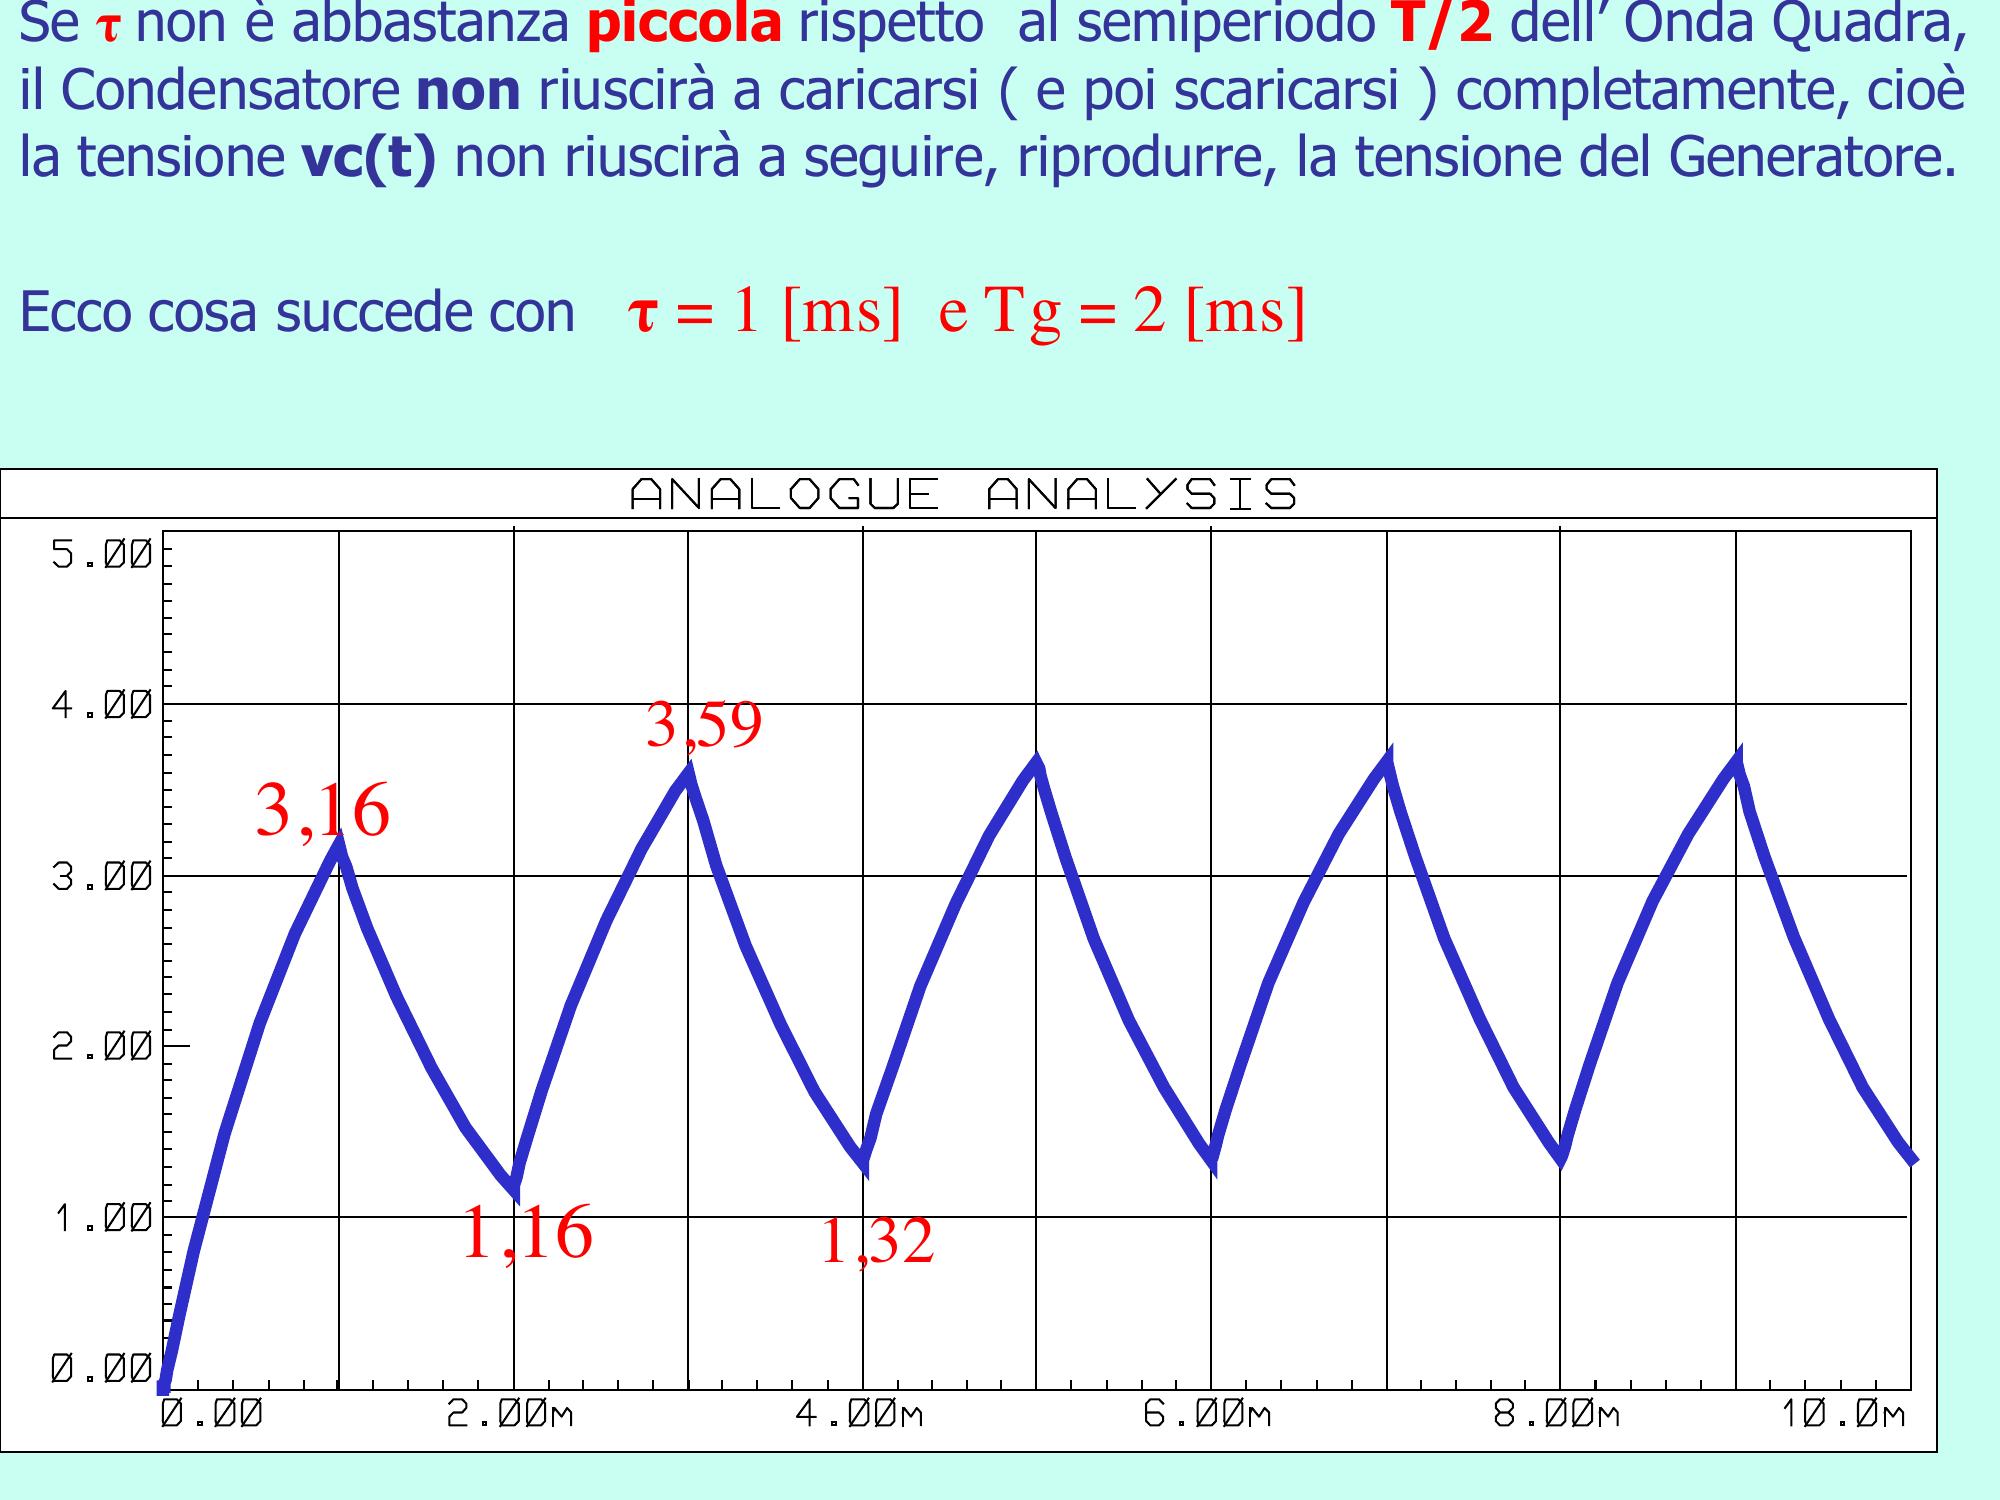 Se τ non è abbastanza piccola rispetto al semiperiodo T/2 dell’ Onda Quadra,
il Condensatore non riuscirà a caricarsi ( e poi scaricarsi ) completamente, cioè
la tensione vc(t) non riuscirà a seguire, riprodurre, la tensione del Generatore.
Ecco cosa succede con τ = 1 [ms] e Tg = 2 [ms]
ANALOGUE ANALYSIS
5.00
4.00
3,59
3,16
3.00
2.00
1.00
1,16
1,32
0.00
0.00 2.00m 4.00m 6.00m 8.00m 10.0m